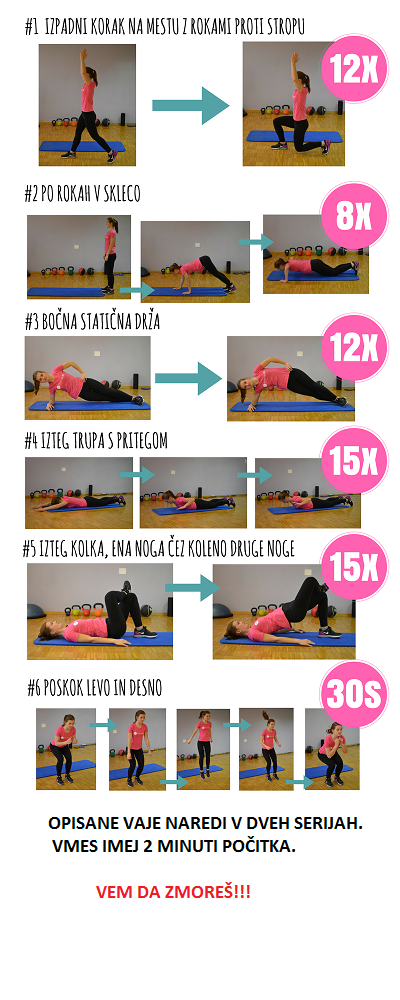 #1 IZPADNI KORAK NA MESTU Z ROKAMI PROTI STROPU
12X
#2 PO ROKAH V SKLECO
8X
#3 BOČNA STATIČNA DRŽA
12X
#4 IZTEG TRUPA S PRITEGOM
15X
#5 IZTEG KOLKA, ENA NOGA ČEZ KOLENO DRUGE NOGE
15X
#6 POSKOK LEVO IN DESNO
30S
OPISANE VAJE NAREDI V DVEH SERIJAH.
VMES IMEJ 2 MINUTI POČITKA.
VEM DA ZMOREŠ!!!